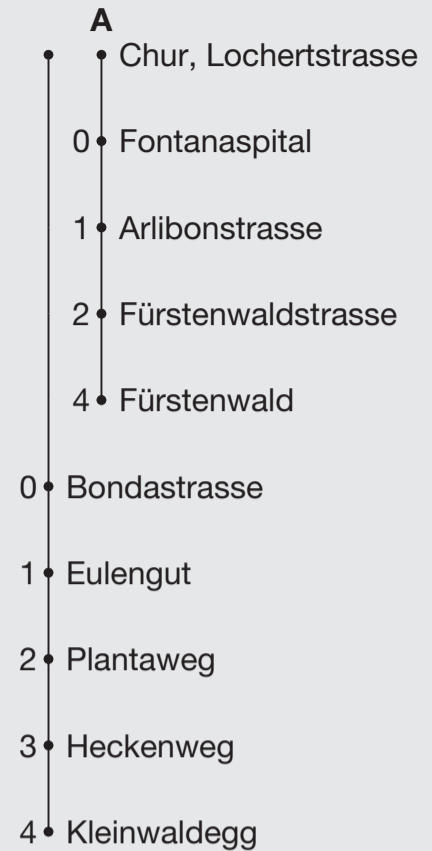 A
Chur, Lochertstrasse
0 Fontanaspital
1 Arlibonstrasse
2 Fürstenwaldstrasse
4 Fürstenwald
0 Bondastrasse
1 Eulengut
2 Plantaweg
3 Heckenweg
4 Kleinwaldegg